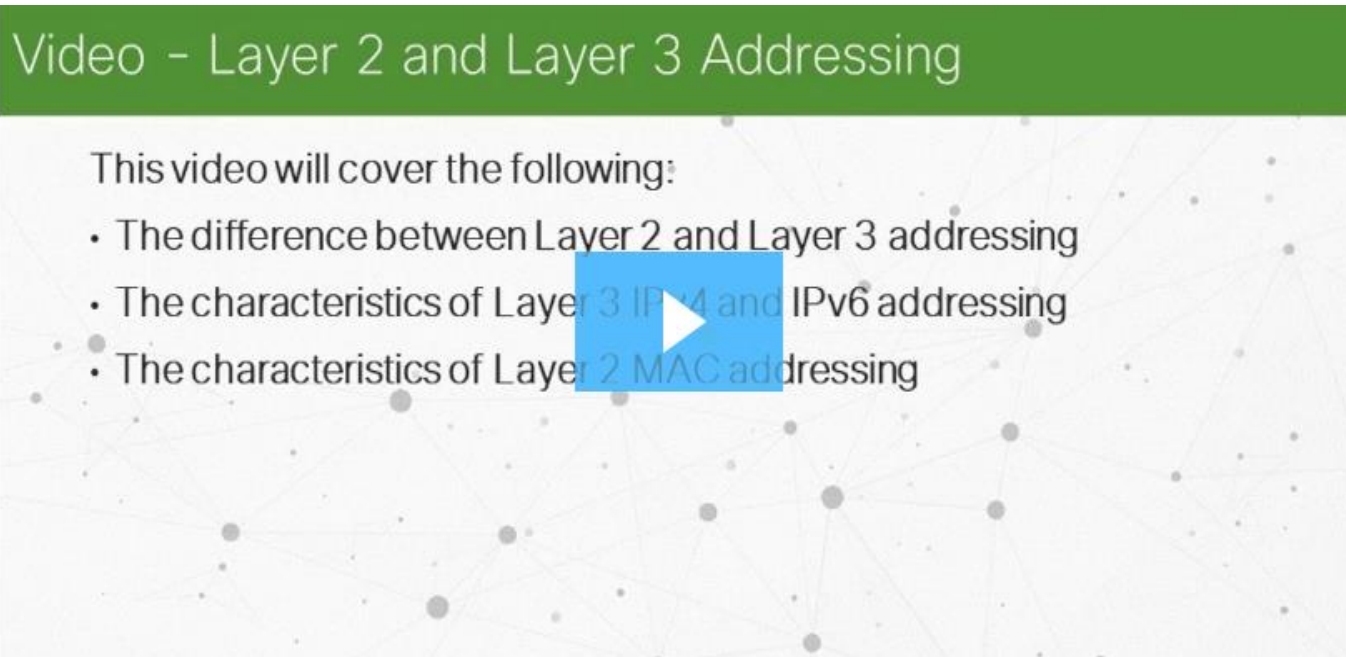 Video - Layer 2 and Layer 3 Addressing
This video will cover the following:
• The difference between Layer 2 and Layer 3 addressing
• The characteristics of Layer 3 IPv4 and IPv6 addressing
• The characteristics of Layer 2 MAC addressing